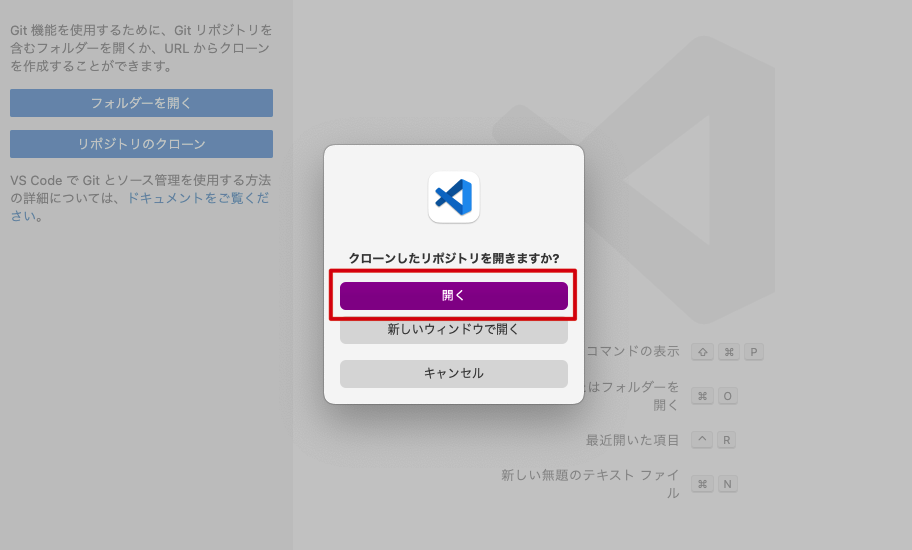 Git 機能を使用するために、Git リポジトリを
含むフォルダーを開くか、URL からクローン
を作成することができます。
フォルダーを開く
リポジトリのクローン
VS Code で Git とソース管理を使用する方法
の詳細については、ドキュメントをご覧くだ
さい。
クローンしたリポジトリを開きますか?
開く
新しいウィンドウで開く
キャンセル
コマンドの表示 ⇧ ⌘ P
はフォルダーを
開く ⌘ O
最近開いた項目 ^ R
新しい無題のテキスト ファイ
ル ⌘ N